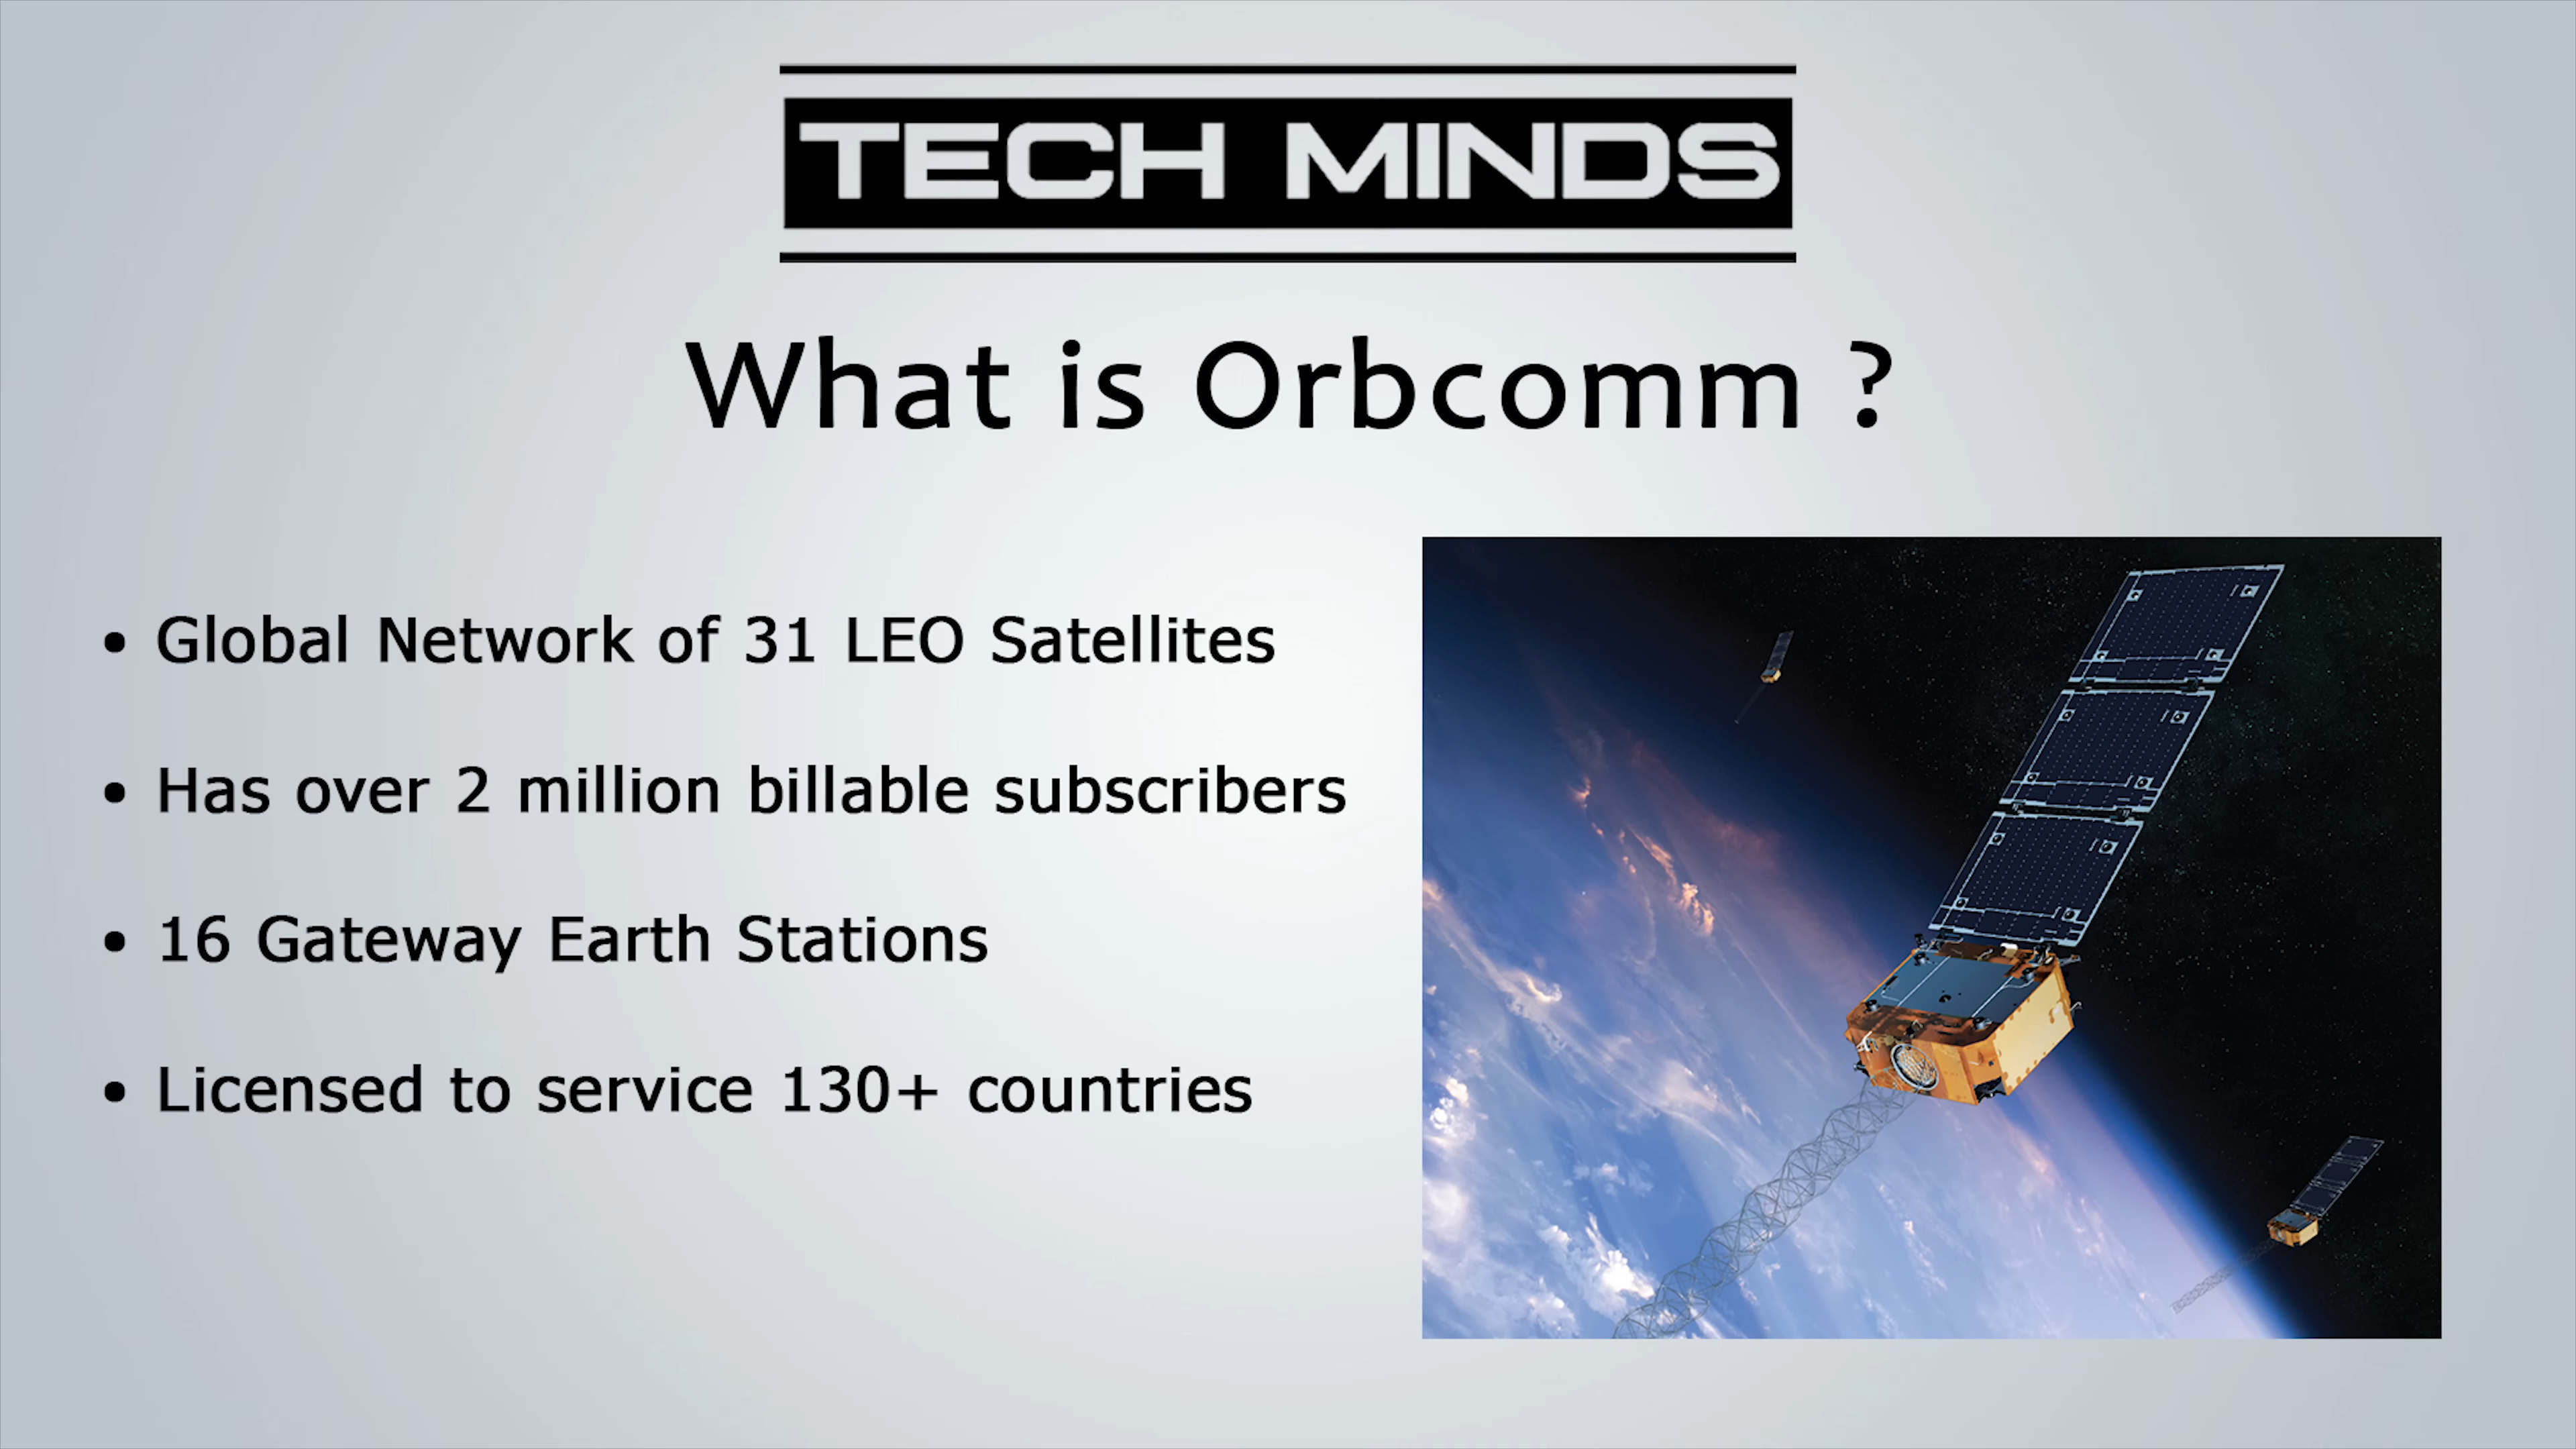 TECH MINDS
What is Orbcomm ?
• Global Network of 31 LEO Satellites
• Has over 2 million billable subscribers
• 16 Gateway Earth Stations
• Licensed to service 130+ countries